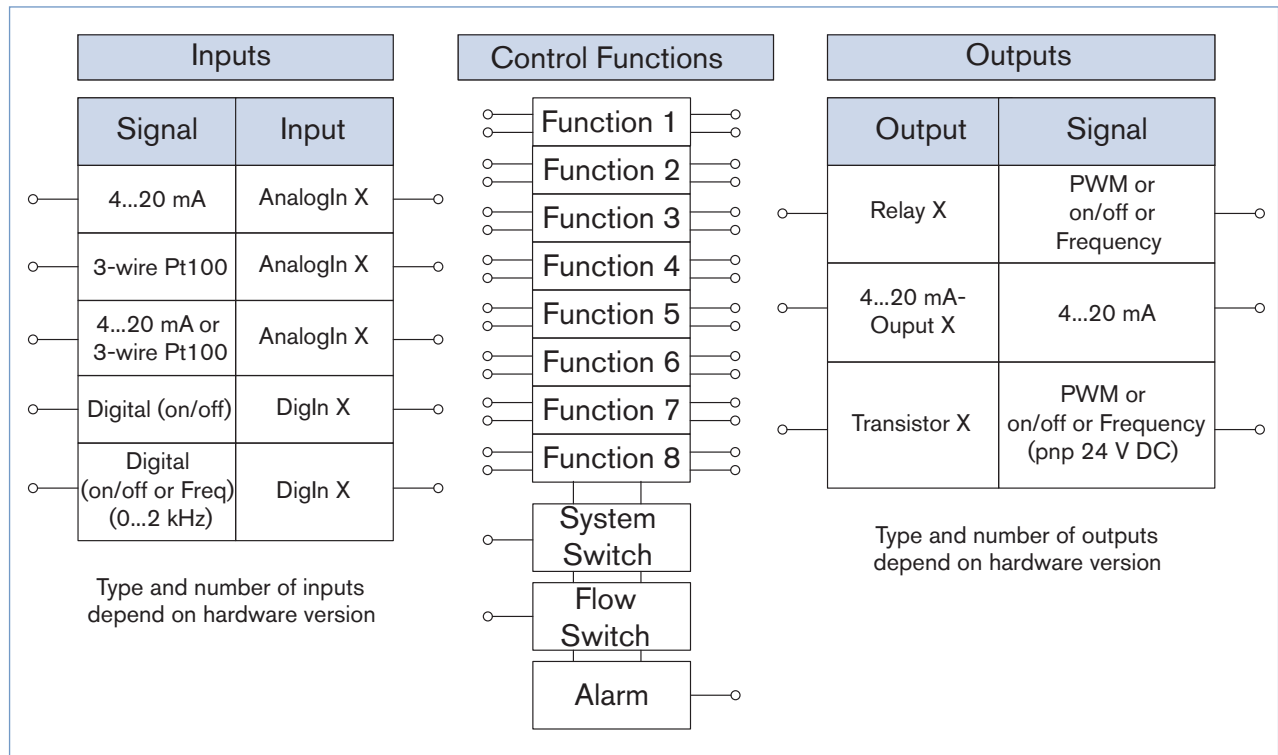 Inputs
Signal
Input
4...20 mA
AnalogIn X
3-wire Pt100
AnalogIn X
4...20 mA or
3-wire Pt100
AnalogIn X
Digital (on/off)
DigIn X
Digital
(on/off or Freq)
(0...2 kHz)
DigIn X
Type and number of inputs
depend on hardware version
Control Functions
Function 1
Function 2
Function 3
Function 4
Function 5
Function 6
Function 7
Function 8
System
Switch
Flow
Switch
Alarm
Outputs
Output
Signal
Relay X
PWM or
on/off or
Frequency
4...20 mA-
Ouput X
4...20 mA
Transistor X
PWM or
on/off or Frequency
(pnp 24 V DC)
Type and number of outputs
depend on hardware version